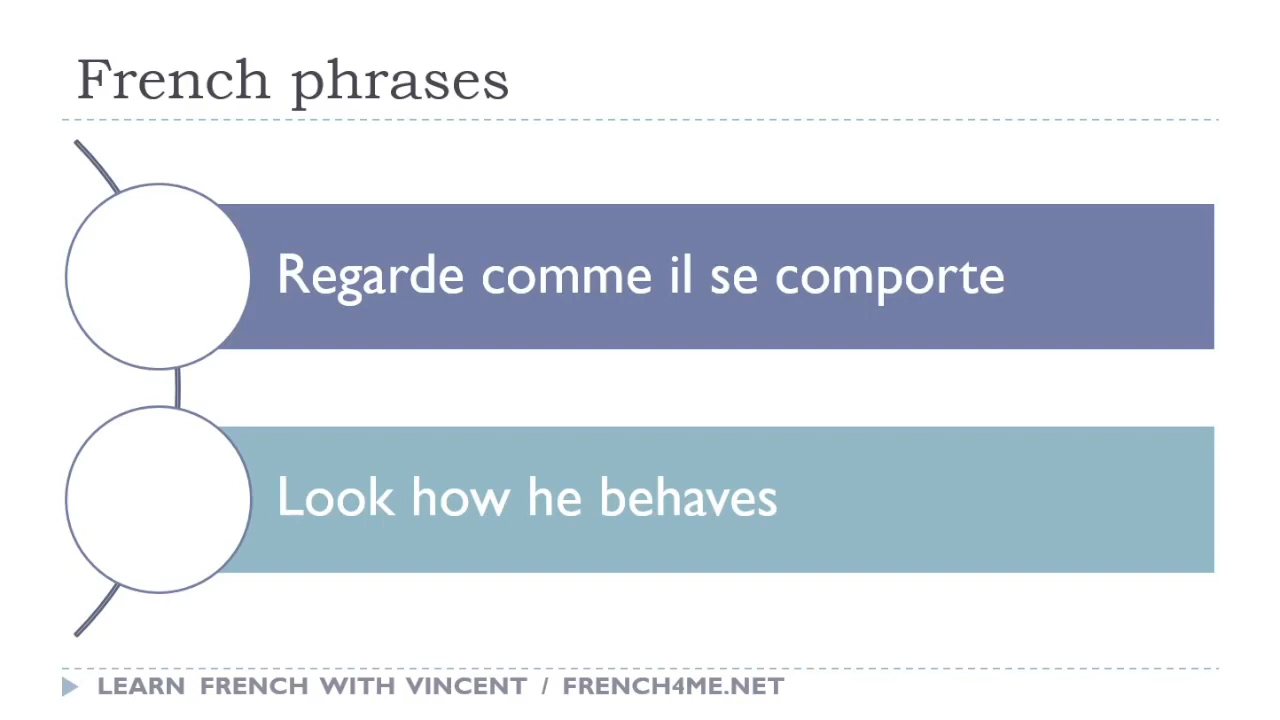 French phrases
Regarde comme il se comporte
Look how he behaves
LEARN FRENCH WITH VINCENT / FRENCH4ME.NET